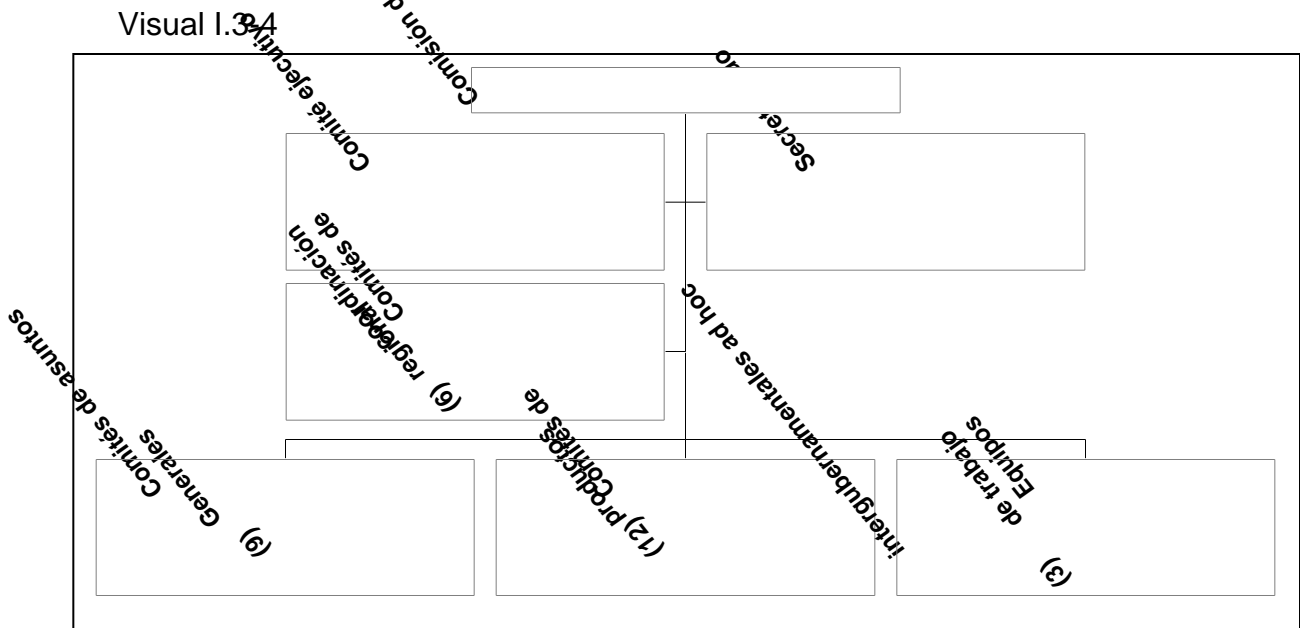 Visual I.3-4
Comisión d
Comité ejecutivo
Secret
Comités de
coordinación
regional (6)
Comités de asuntos
Generales
(9)
Comités de
productos
(12)
Equipos
de trabajo
intergubernamentales ad hoc
(3)